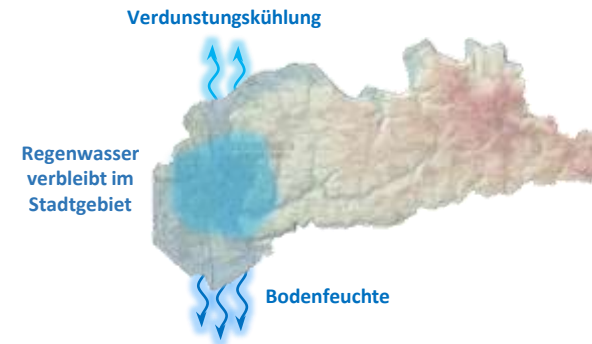 Verdunstungskühlung
Regenwasser
verbleibt im
Stadtgebiet
Bodenfeuchte